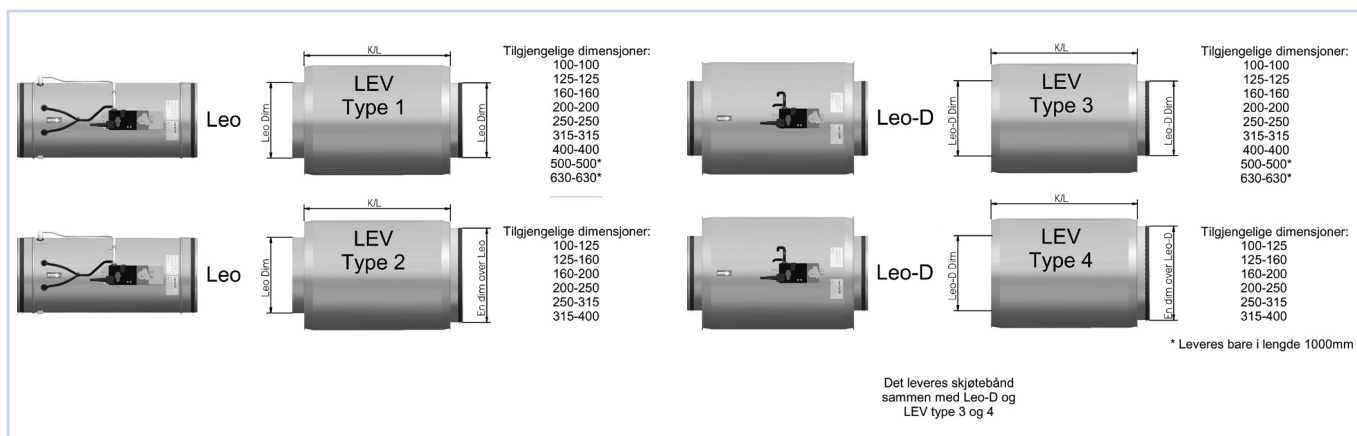 Leo
K/L
LEV
Type 1
Leo Dim
Leo Dim
Tilgjengelige dimensjoner:
100-100
125-125
160-160
200-200
250-250
315-315
400-400
500-500*
630-630*
Leo-D
K/L
LEV
Type 3
Leo-D Dim
Leo-D Dim
Tilgjengelige dimensjoner:
100-100
125-125
160-160
200-200
250-250
315-315
400-400
500-500*
630-630*
Leo
K/L
LEV
Type 2
Leo Dim
En dim over Leo
Tilgjengelige dimensjoner:
100-125
125-160
160-200
200-250
250-315
315-400
Leo-D
K/L
LEV
Type 4
Leo-D Dim
En dim over Leo-D
Tilgjengelige dimensjoner:
100-125
125-160
160-200
200-250
250-315
315-400
* Leveres bare i lengde 1000mm
Det leveres skjøtebånd
sammen med Leo-D og
LEV type 3 og 4